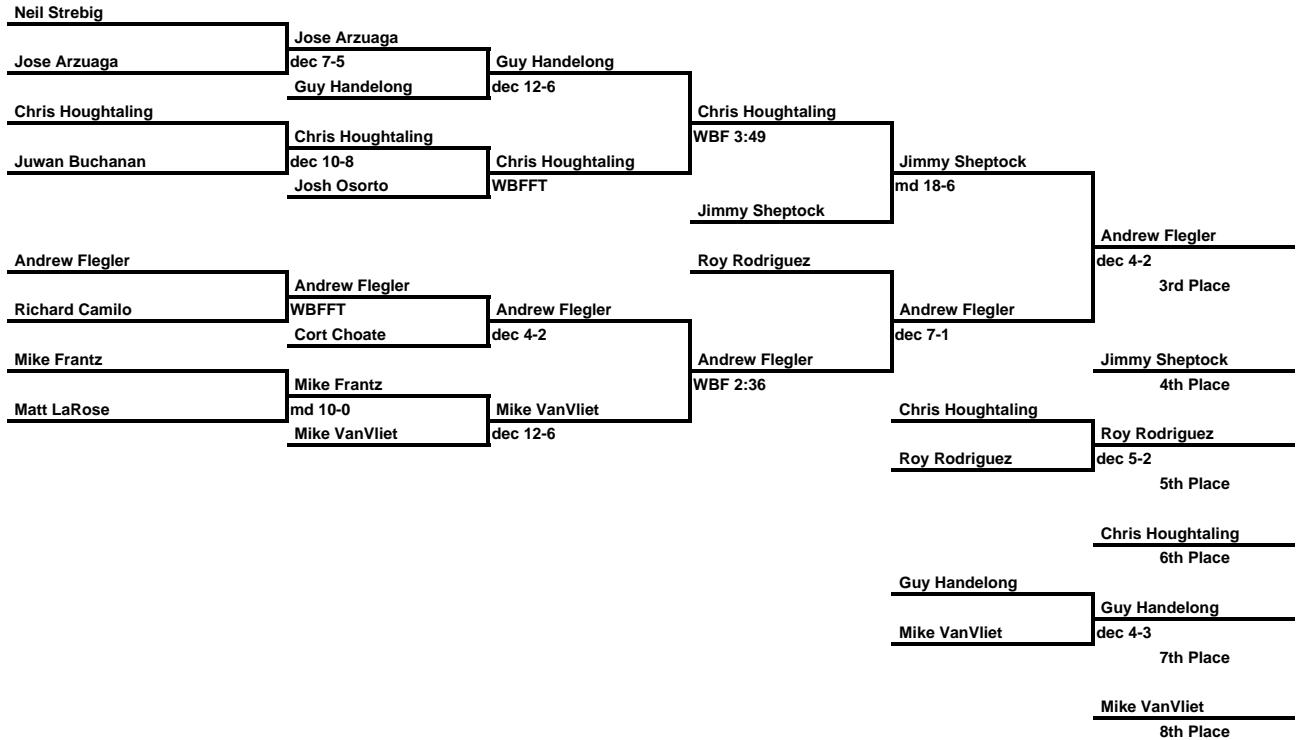 Neil Strebig
Jose Arzuaga
Jose Arzuaga
dec 7-5
Guy Handelong
Guy Handelong
dec 12-6
Chris Houghtaling
Chris Houghtaling
WBF 3:49
Chris Houghtaling
dec 10-8
Juwan Buchanan
Chris Houghtaling
WBFFT
Josh Osorto
Jimmy Sheptock
md 18-6
Jimmy Sheptock
Andrew Flegler
dec 4-2
3rd Place
Andrew Flegler
Roy Rodriguez
Andrew Flegler
WBFFT
Richard Camilo
Andrew Flegler
dec 4-2
Cort Choate
Andrew Flegler
dec 7-1
Mike Frantz
Andrew Flegler
WBF 2:36
Jimmy Sheptock
4th Place
Mike Frantz
md 10-0
Matt LaRose
Mike VanVliet
dec 12-6
Mike VanVliet
Chris Houghtaling
Roy Rodriguez
Roy Rodriguez
dec 5-2
5th Place
Chris Houghtaling
6th Place
Guy Handelong
Guy Handelong
dec 4-3
Mike VanVliet
7th Place
Mike VanVliet
8th Place